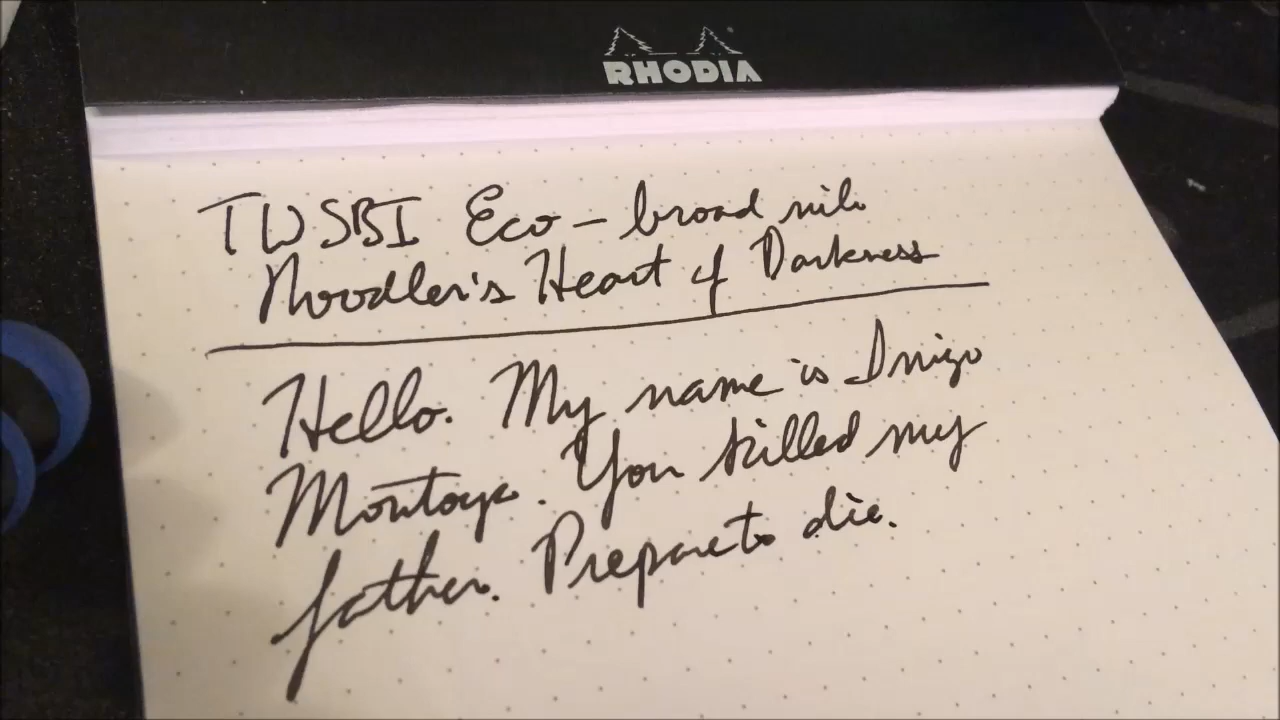 RHODIA
TWSBI Eco – broad nib
Noodler's Heart of Darkness
Hello. My name is Inigo
Montoya. You killed my
father. Prepare to die.